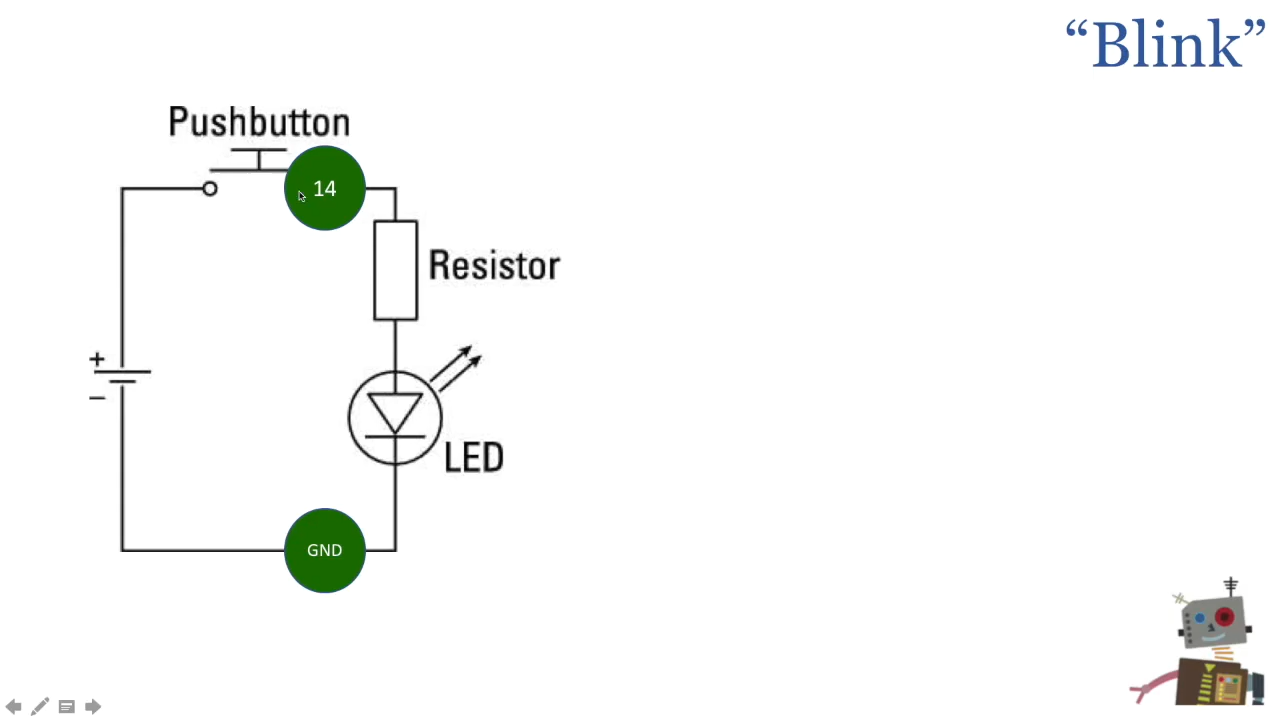 “Blink”
Pushbutton
14
Resistor
+
−
LED
GND